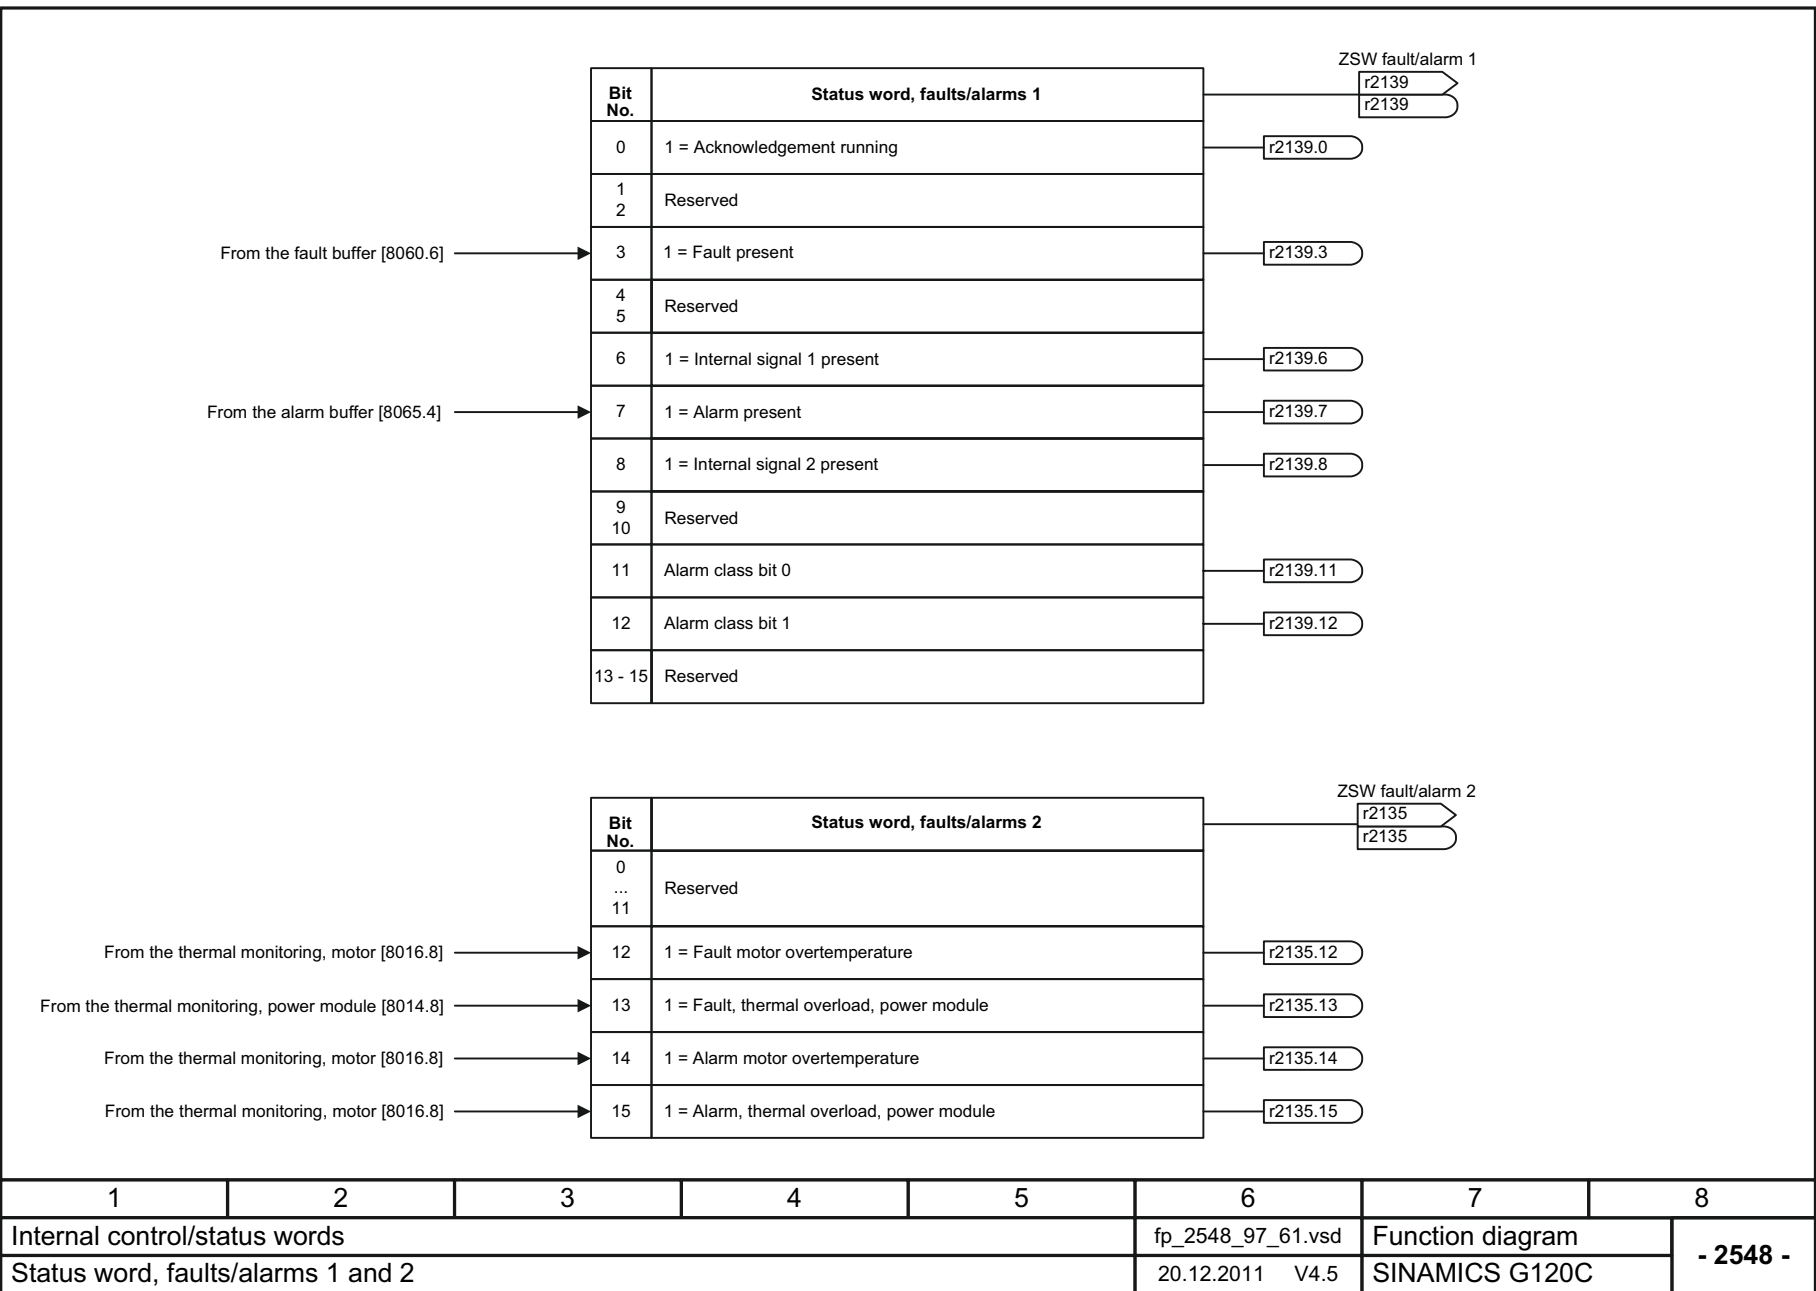 ZSW fault/alarm 1
Bit No.
Status word, faults/alarms 1
r2139
r2139
0
1 = Acknowledgement running
r2139.0
1
2
Reserved
From the fault buffer [8060.6]
3
1 = Fault present
r2139.3
4
5
Reserved
6
1 = Internal signal 1 present
r2139.6
From the alarm buffer [8065.4]
7
1 = Alarm present
r2139.7
8
1 = Internal signal 2 present
r2139.8
9
10
Reserved
11
Alarm class bit 0
r2139.11
12
Alarm class bit 1
r2139.12
13 - 15
Reserved
ZSW fault/alarm 2
Bit No.
Status word, faults/alarms 2
r2135
r2135
0
...
11
Reserved
From the thermal monitoring, motor [8016.8]
12
1 = Fault motor overtemperature
r2135.12
From the thermal monitoring, power module [8014.8]
13
1 = Fault, thermal overload, power module
r2135.13
From the thermal monitoring, motor [8016.8]
14
1 = Alarm motor overtemperature
r2135.14
From the thermal monitoring, motor [8016.8]
15
1 = Alarm, thermal overload, power module
r2135.15
1 2 3 4 5 6 7 8
Internal control/status words
fp_2548_97_61.vsd
Function diagram
- 2548 -
Status word, faults/alarms 1 and 2
20.12.2011 V4.5
SINAMICS G120C